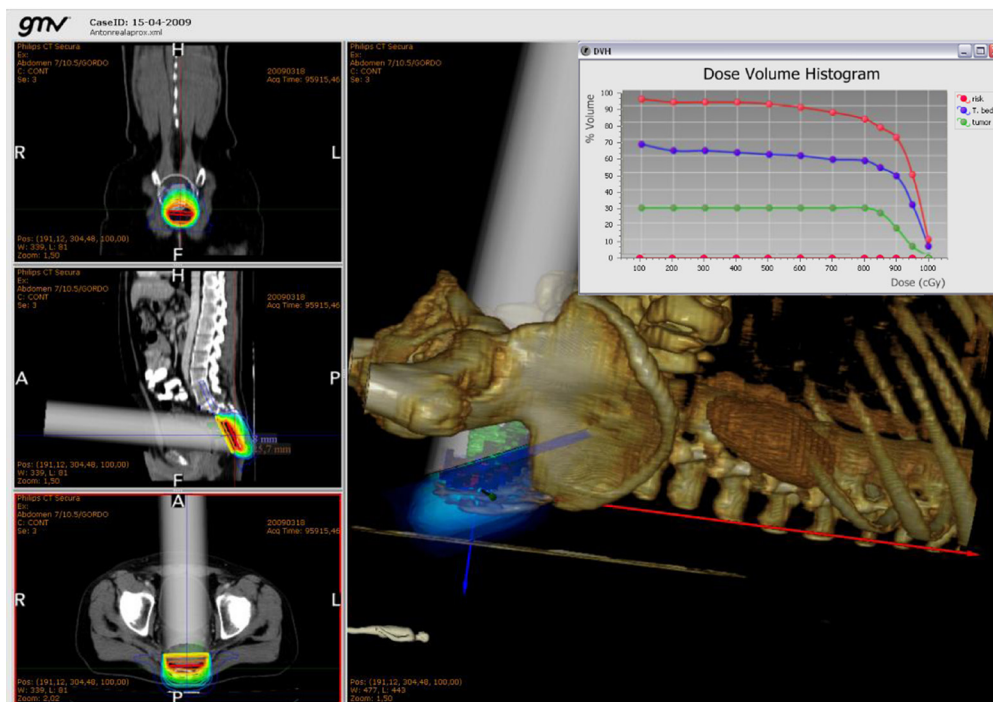 gmv
CaseID: 15-04-2009
Antonrealaprox.xml
Philips CT Secura
Ex:
Abdomen 7/10.5/GORDO
C: CONT
Se: 3
20090318
Acq Time: 95915,46
H
R
L
F
Pos: (191,12, 304,48, 100,00)
W: 339, L: 81
Zoom: 1,50
Philips CT Secura
Ex:
Abdomen 7/10.5/GORDO
C: CONT
Se: 3
20090318
Acq Time: 95915,46
H
A
P
F
mm
5,7 mm
Pos: (191,12, 304,48, 100,00)
W: 339, L: 81
Zoom: 1,50
Philips CT Secura
Ex:
Abdomen 7/10.5/GORDO
C: CONT
Se: 3
20090318
Acq Time: 95915,46
A
R
L
P
Pos: (191,12, 304,48, 100,00)
W: 339, L: 81
Zoom: 2,02
Philips CT Secura
Ex:
Abdomen 7/10.5/GORDO
C: CONT
Se: 3
Pos: (191,12, 304,48, 100,00)
W: 477, L: 443
Zoom: 1,50
DVH
Dose Volume Histogram
% Volume
100
90
80
70
60
50
40
30
20
10
0
100 200 300 400 500 600 700 800 900 1000
Dose (cGy)
risk
T. bed
tumor